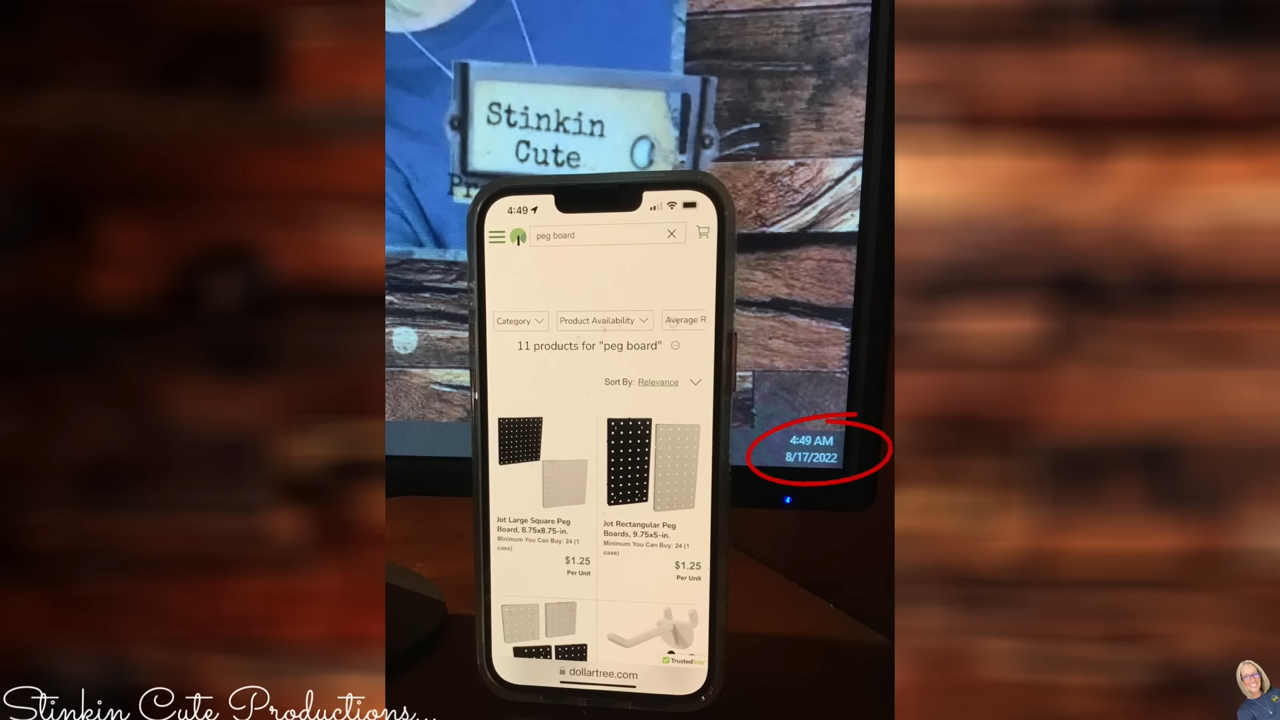 Stinkin
Cute
Pr
4:49
peg board
Category
Product Availability
Average R
11 products for "peg board"
Sort By: Relevance
Jot Large Square Peg
Board, 8.75x8.75-in.
Minimum You Can Buy: 24 (1
case)
$1.25
Per Unit
Jot Rectangular Peg
Boards, 9.75x5-in.
Minimum You Can Buy: 24 (1
case)
$1.25
Per Unit
TrustedSite
dollartree.com
4:49 AM
8/17/2022
Stinkin Cute Productions...